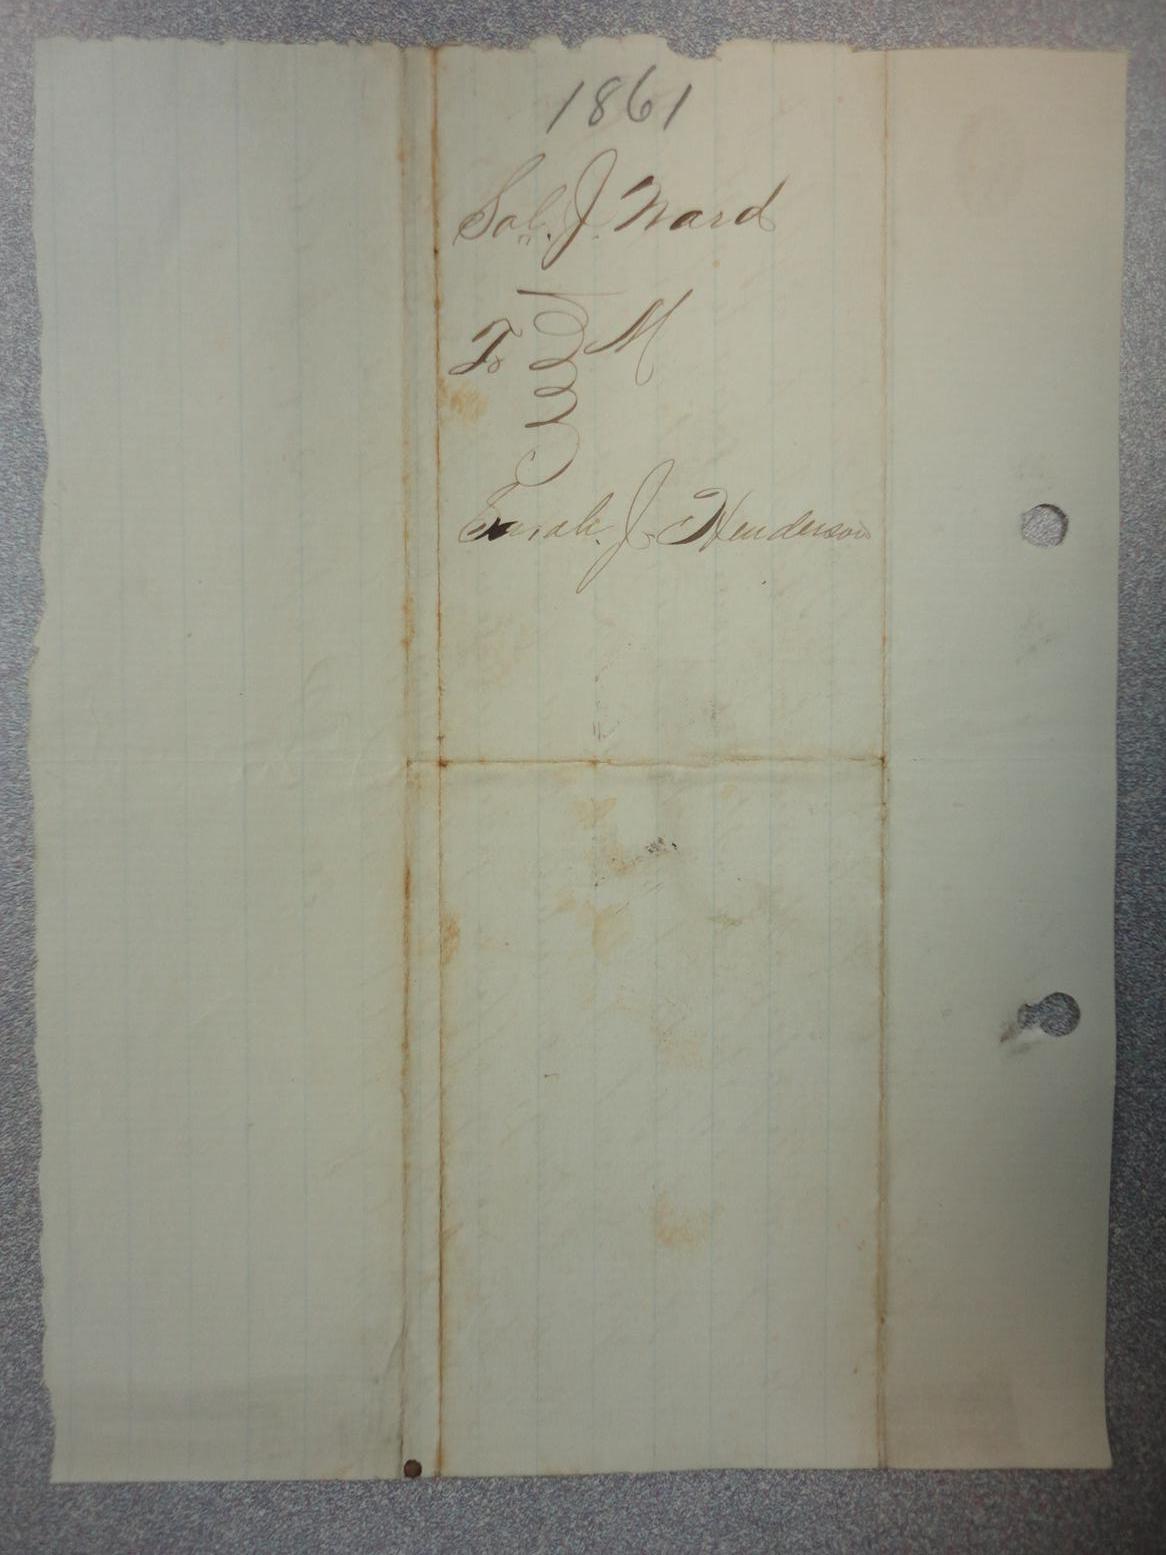 1861
Sol. J. Ward
To M
Sarah. J. Henderson